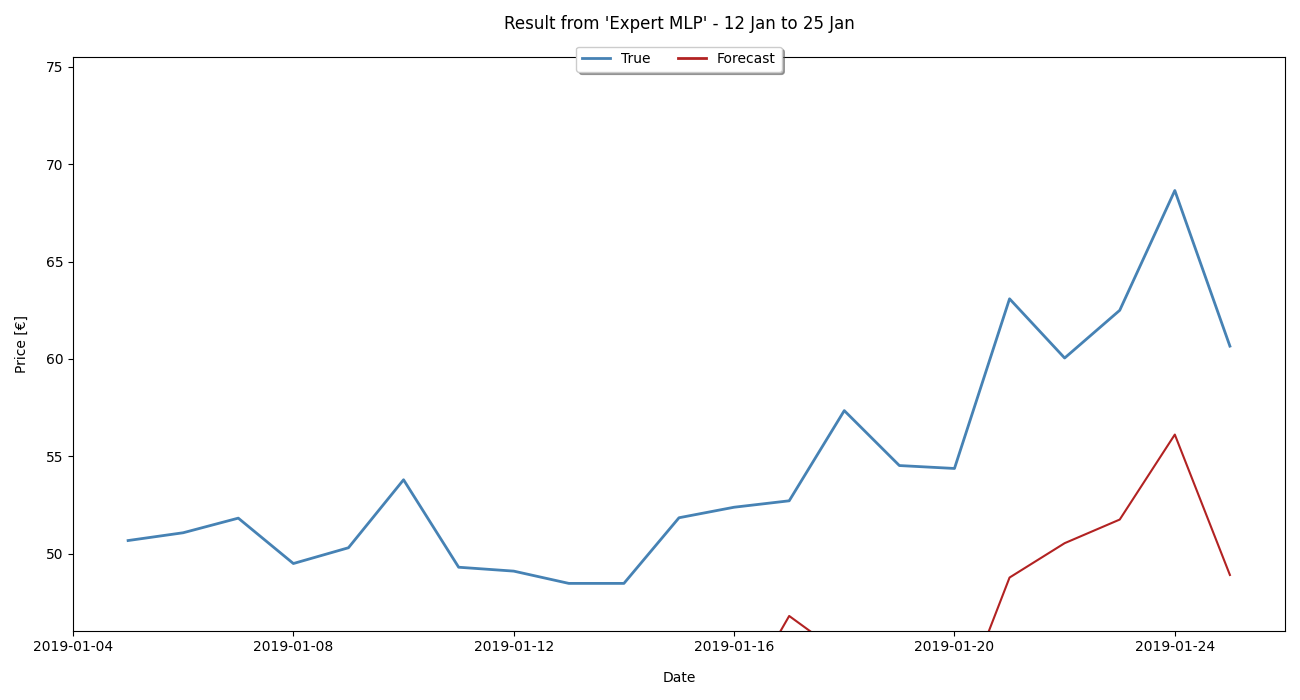 Result from 'Expert MLP' - 12 Jan to 25 Jan
True Forecast
75
70
65
60
55
50
Price [€]
2019-01-04 2019-01-08 2019-01-12 2019-01-16 2019-01-20 2019-01-24
Date